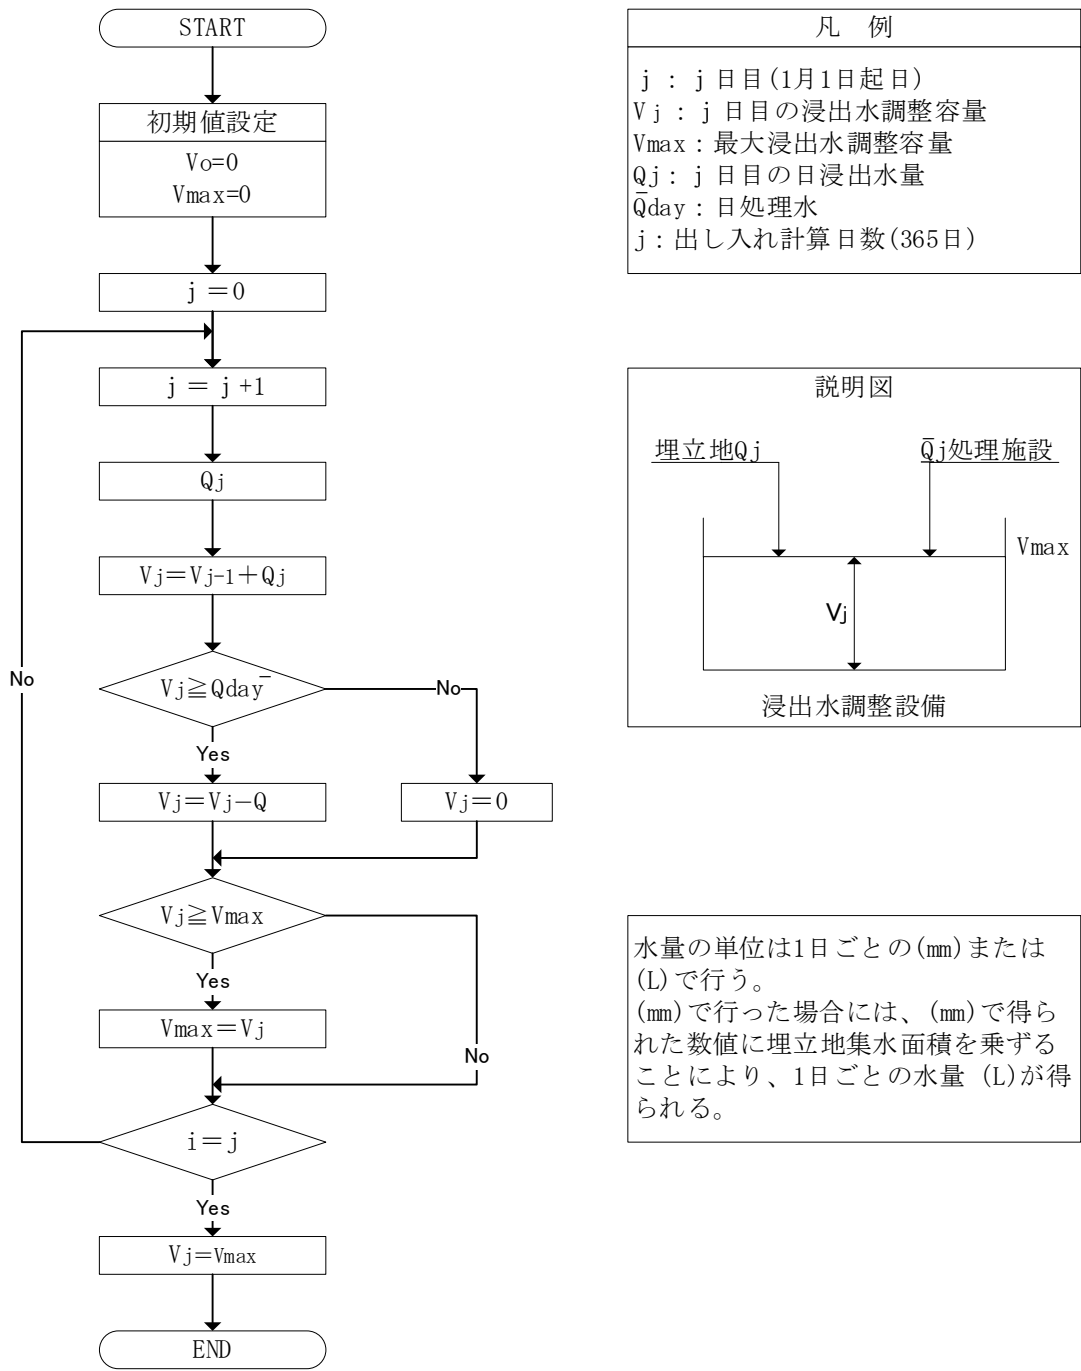 START
初期値設定
Vo=0
Vmax=0
j=0
j= j+1
Qj
Vj=Vj-1+Qj
Vj≧Qday‾
No
Yes
Vj=Vj-Q
Vj=0
Vj≧Vmax
Yes
Vmax=Vj
No
i=j
No
Yes
Vj=Vmax
END
凡 例
j : j日目(1月1日起日)
Vj : j日目の浸出水調整容量
Vmax : 最大浸出水調整容量
Qj : j日目の日浸出水量
Q̄day : 日処理水
j : 出し入れ計算日数(365日)
説明図
埋立地Qj
Q̄j処理施設
Vmax
Vj
浸出水調整設備
水量の単位は1日ごとの(mm)または
(L)で行う。
(mm)で行った場合には、(mm)で得ら
れた数値に埋立地集水面積を乗ずる
ことにより、1日ごとの水量 (L)が得
られる。